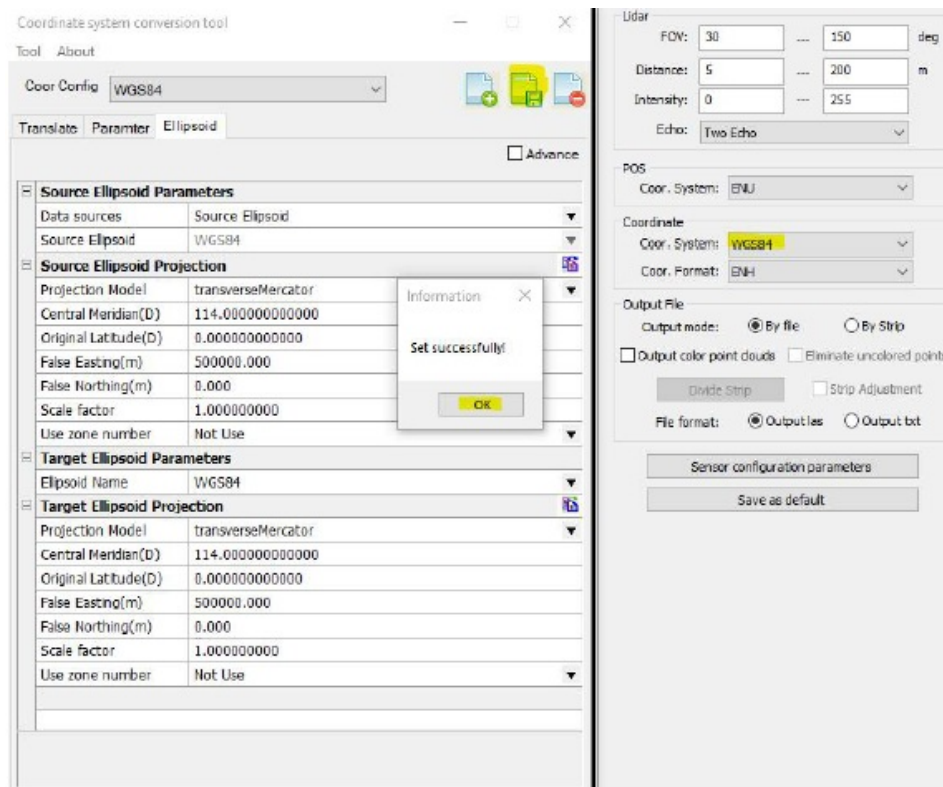 Coordinate system conversion tool
Tool About
Coor Config WGS84
Translate Paramter Ellipsoid
Advance
Source Ellipsoid Parameters
Data sources Source Ellipsoid
Source Ellipsoid WGS84
Source Ellipsoid Projection
Projection Model transverseMercator
Central Meridian(D) 114.000000000000
Original Latitude(D) 0.000000000000
False Easting(m) 500000.000
False Northing(m) 0.000
Scale factor 1.000000000
Use zone number Not Use
Target Ellipsoid Parameters
Ellipsoid Name WGS84
Target Ellipsoid Projection
Projection Model transverseMercator
Central Meridian(D) 114.000000000000
Original Latitude(D) 0.000000000000
False Easting(m) 500000.000
False Northing(m) 0.000
Scale factor 1.000000000
Use zone number Not Use
Information
Set successfully!
OK
Lidar
FOV: 30 --- 150 deg
Distance: 5 --- 200 m
Intensity: 0 --- 255
Echo: Two Echo
POS
Coor. System: ENU
Coordinate
Coor. System: WGS84
Coor. Format: ENH
Output File
Output mode: By file By Strip
Output color point clouds Eliminate uncolored points
Divide Strip Strip Adjustment
File format: Output las Output txt
Sensor configuration parameters
Save as default